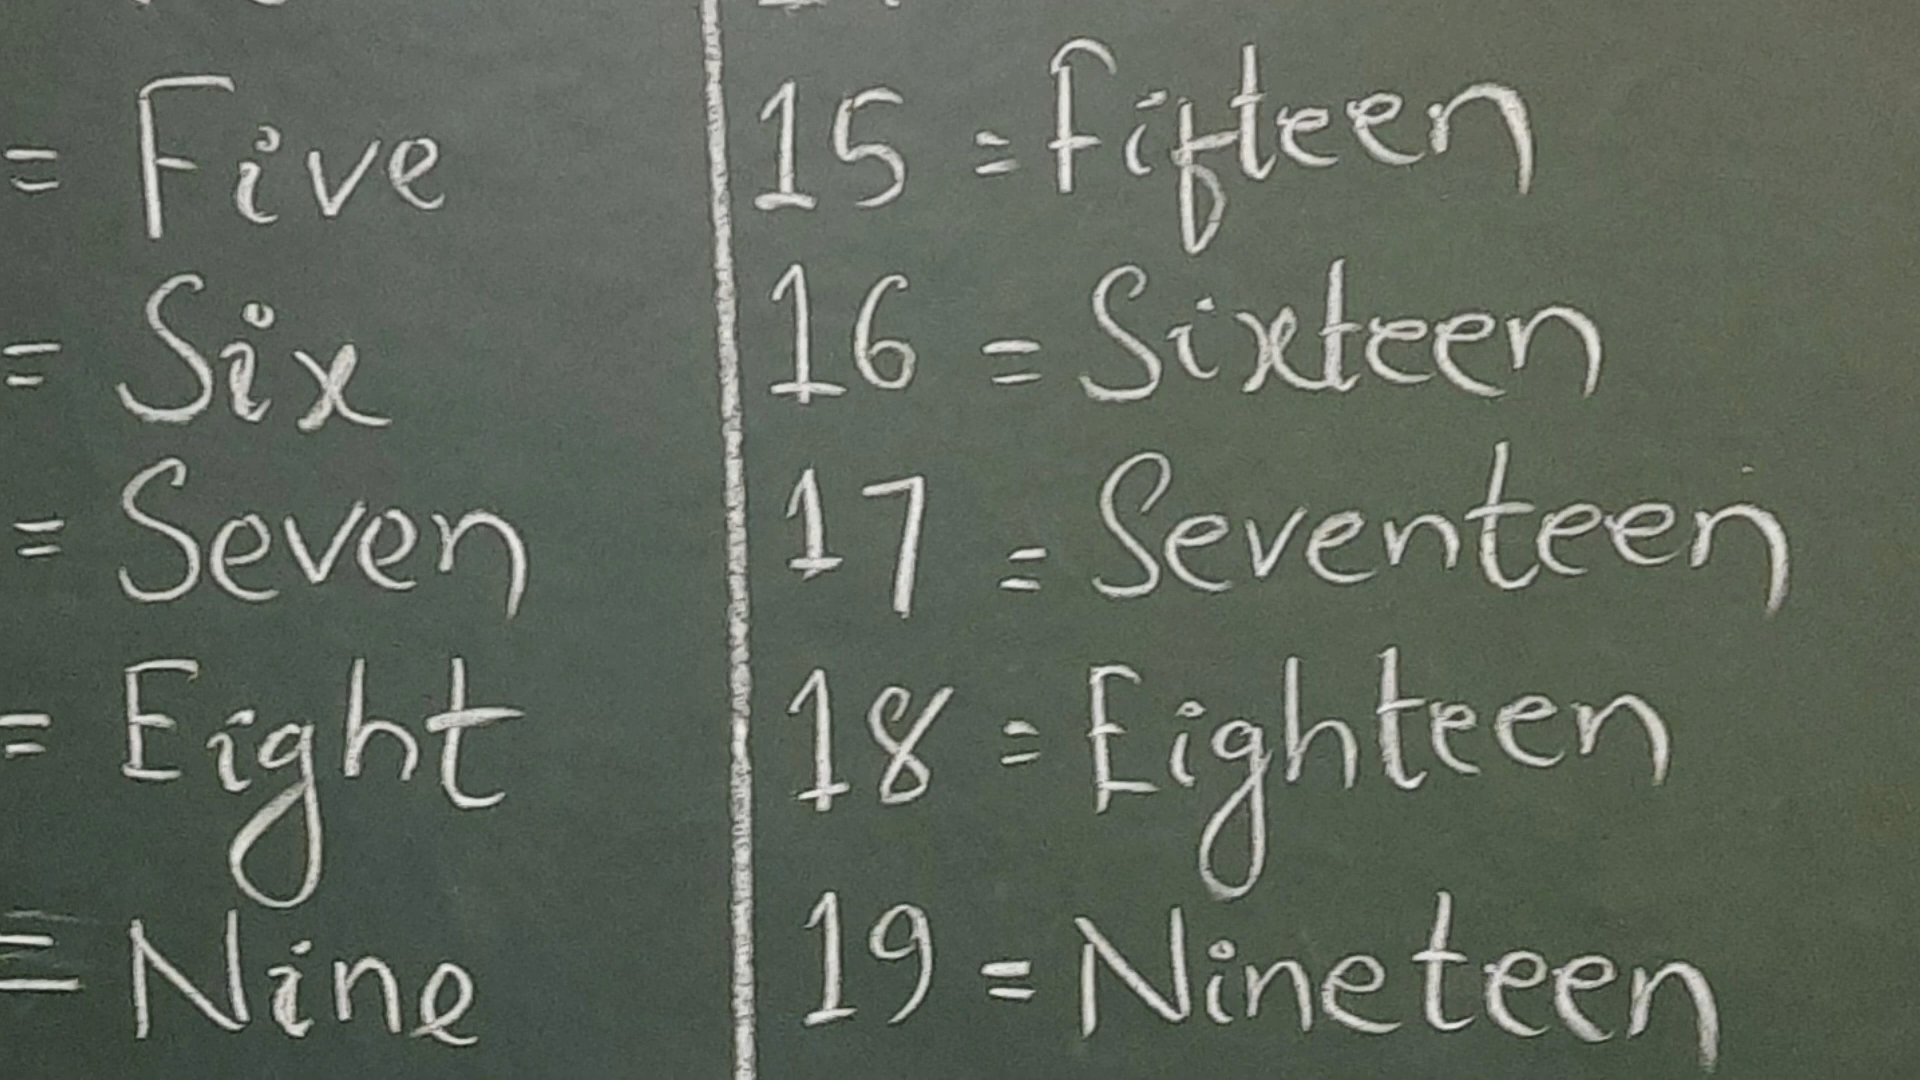 = Five
= Six
= Seven
= Eight
= Nine
15 = fifteen
16 = Sixteen
17 = Seventeen
18 = Eighteen
19 = Nineteen